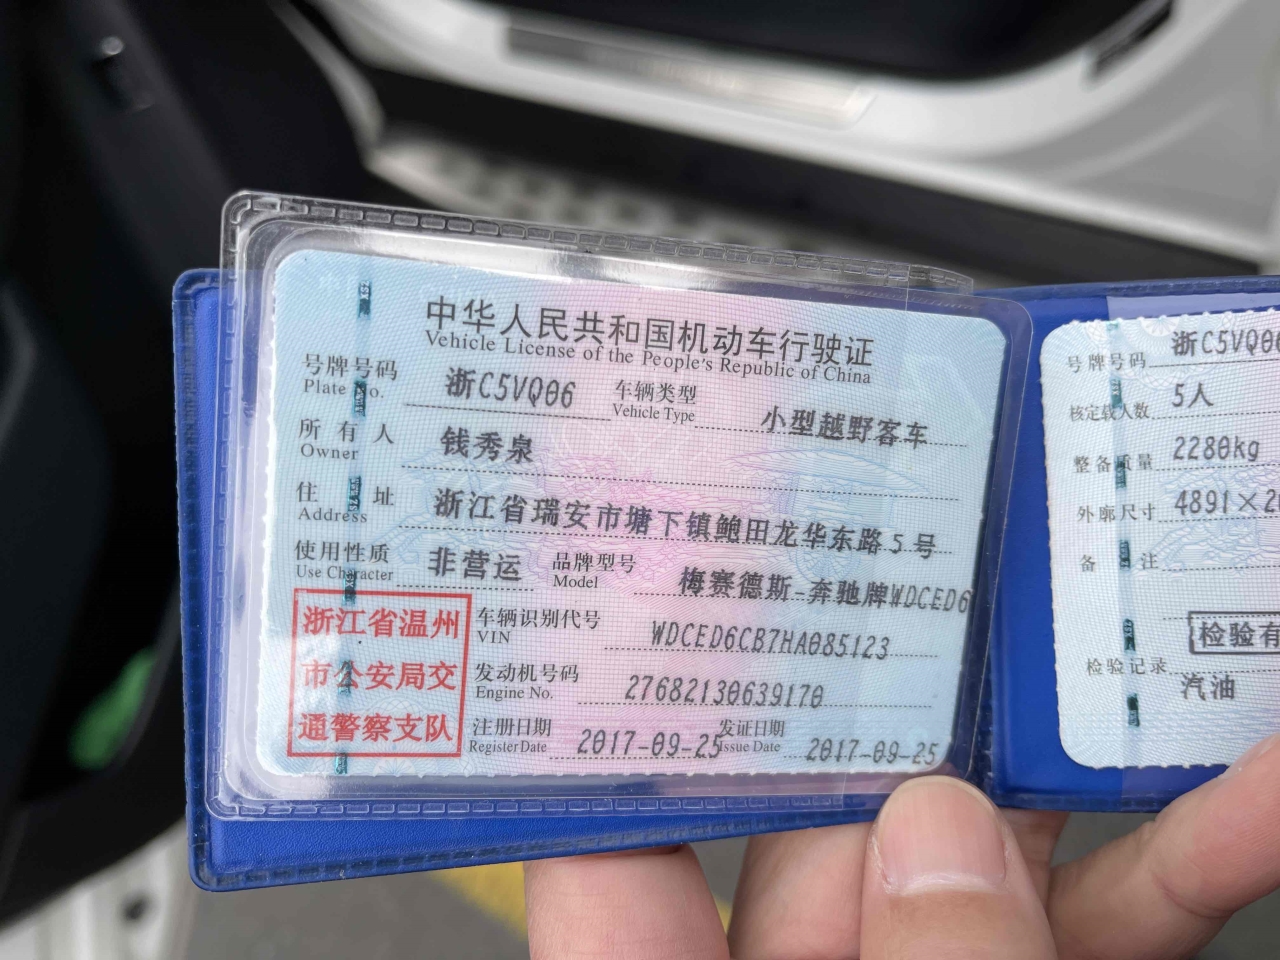 中华人民共和国机动车行驶证
Vehicle License of the People's Republic of China
号牌号码 浙C5VQ06 车辆类型 小型越野客车
Plate No. Vehicle Type
所有人 钱秀泉
Owner
住址 浙江省瑞安市塘下镇鲍田龙华东路5号
Address
使用性质 非营运 品牌型号 梅赛德斯-奔驰牌WDCED6
Use Character Model
浙江省温州
市公安局交
通警察支队
车辆识别代号 WDCED6CB7HA085123
VIN
发动机号码 27682130639170
Engine No.
注册日期 2017-09-25 发证日期 2017-09-25
Register Date Issue Date
号牌号码 浙C5VQ06
核定载人数 5人
整备质量 2280kg
外廓尺寸 4891×2
备注
检验有
检验记录
汽油